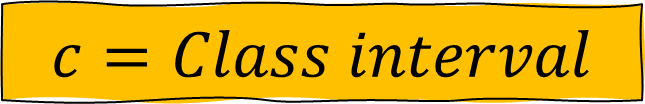 c = Class interval